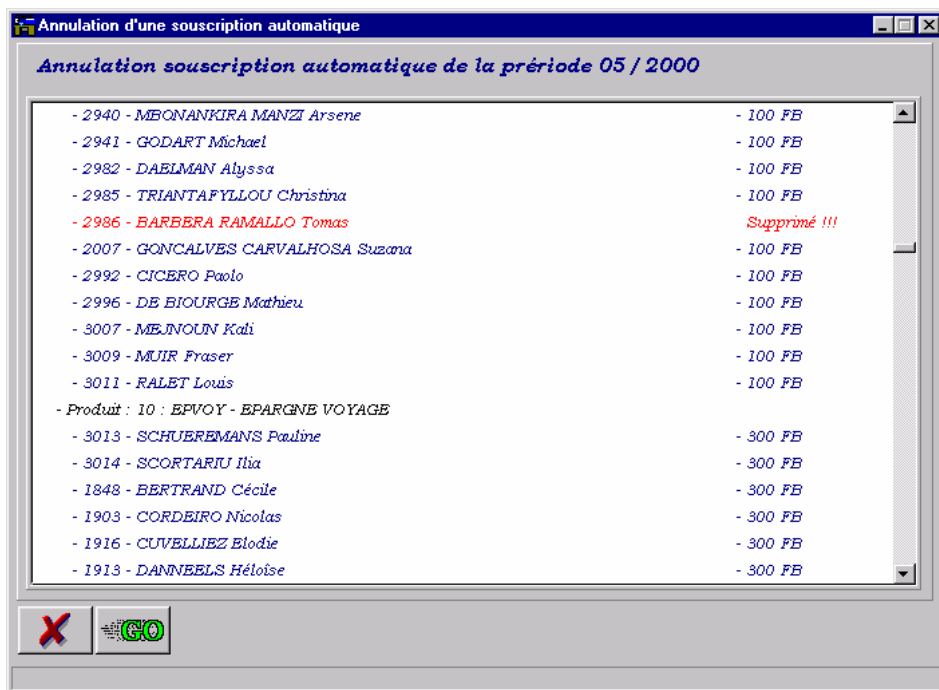 Annulation d'une souscription automatique
Annulation souscription automatique de la prériode 05 / 2000
- 2940 - MBONANKIRA MANZI Arsene - 100 FB
- 2941 - GODART Michael - 100 FB
- 2982 - DAELMAN Alyssa - 100 FB
- 2985 - TRIANTAFYLLOU Christina - 100 FB
- 2986 - BARBERA RAMALLO Tomas Supprimé !!!
- 2007 - GONCALVES CARVALHOSA Suzana - 100 FB
- 2992 - CICERO Paolo - 100 FB
- 2996 - DE BIOURGE Mathieu - 100 FB
- 3007 - MEJNOUN Kali - 100 FB
- 3009 - MUIR Fraser - 100 FB
- 3011 - RALET Louis - 100 FB
- Produit : 10 : EPVOY - EPARGNE VOYAGE
- 3013 - SCHUEREMANS Pauline - 300 FB
- 3014 - SCORTARIU Ilia - 300 FB
- 1848 - BERTRAND Cécile - 300 FB
- 1903 - CORDEIRO Nicolas - 300 FB
- 1916 - CUVELLIEZ Elodie - 300 FB
- 1913 - DANNEELS Héloîse - 300 FB
GO